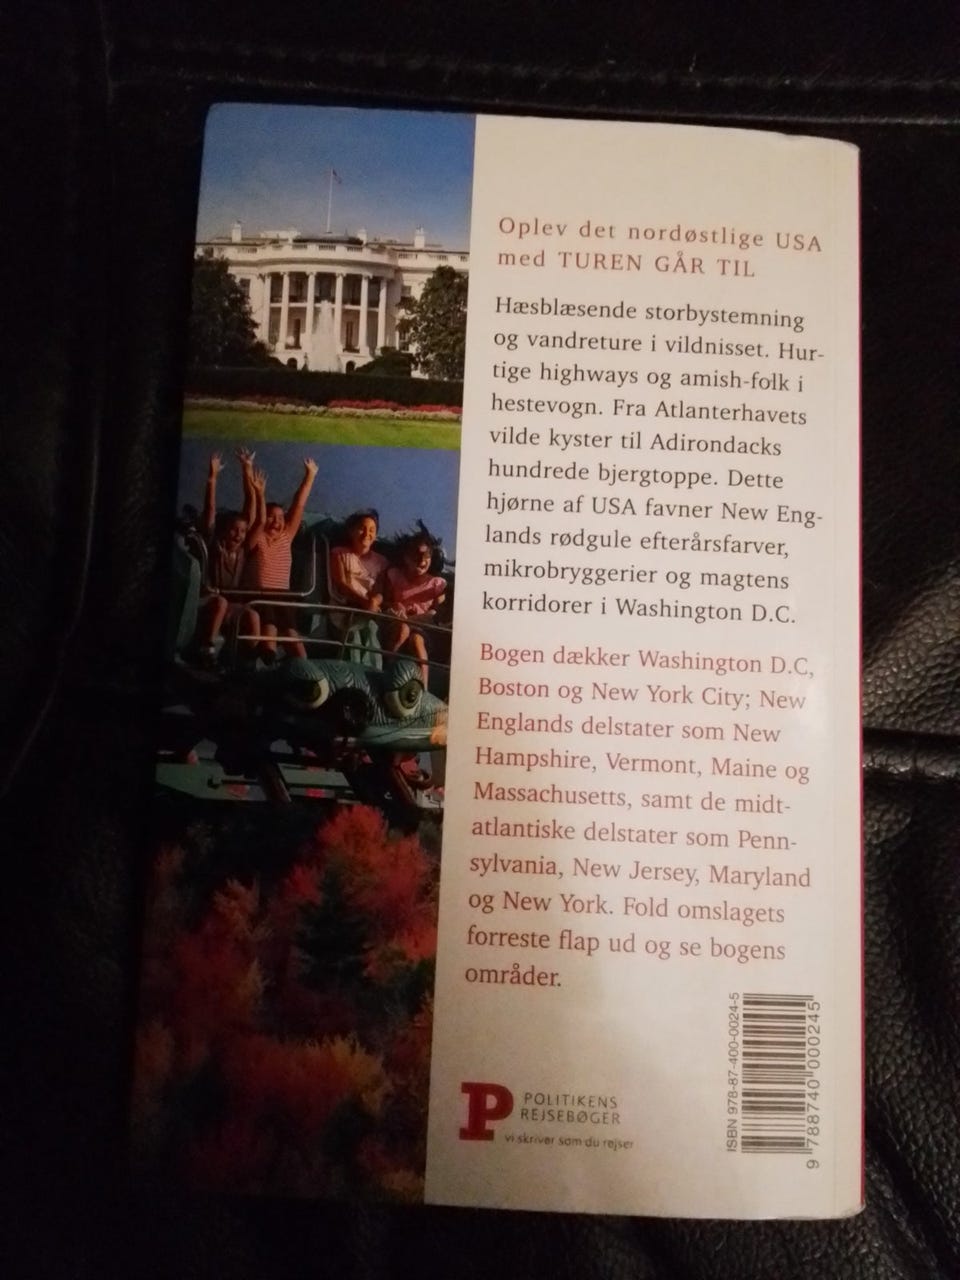 Oplev det nordøstlige USA
med TUREN GÅR TIL
Hæsblæsende storbystemning
og vandreture i vildnisset. Hur-
tige highways og amish-folk i
hestevogn. Fra Atlanterhavets
vilde kyster til Adirondacks
hundrede bjergtoppe. Dette
hjørne af USA favner New Eng-
lands rødgule efterårsfarver,
mikrobryggerier og magtens
korridorer i Washington D.C.
Bogen dækker Washington D.C,
Boston og New York City; New
Englands delstater som New
Hampshire, Vermont, Maine og
Massachusetts, samt de midt-
atlantiske delstater som Penn-
sylvania, New Jersey, Maryland
og New York. Fold omslagets
forreste flap ud og se bogens
områder.
P POLITIKENS
REJSEBØGER
vi skriver som du rejser
ISBN 978-87-400-0024-5
9 788740 000245